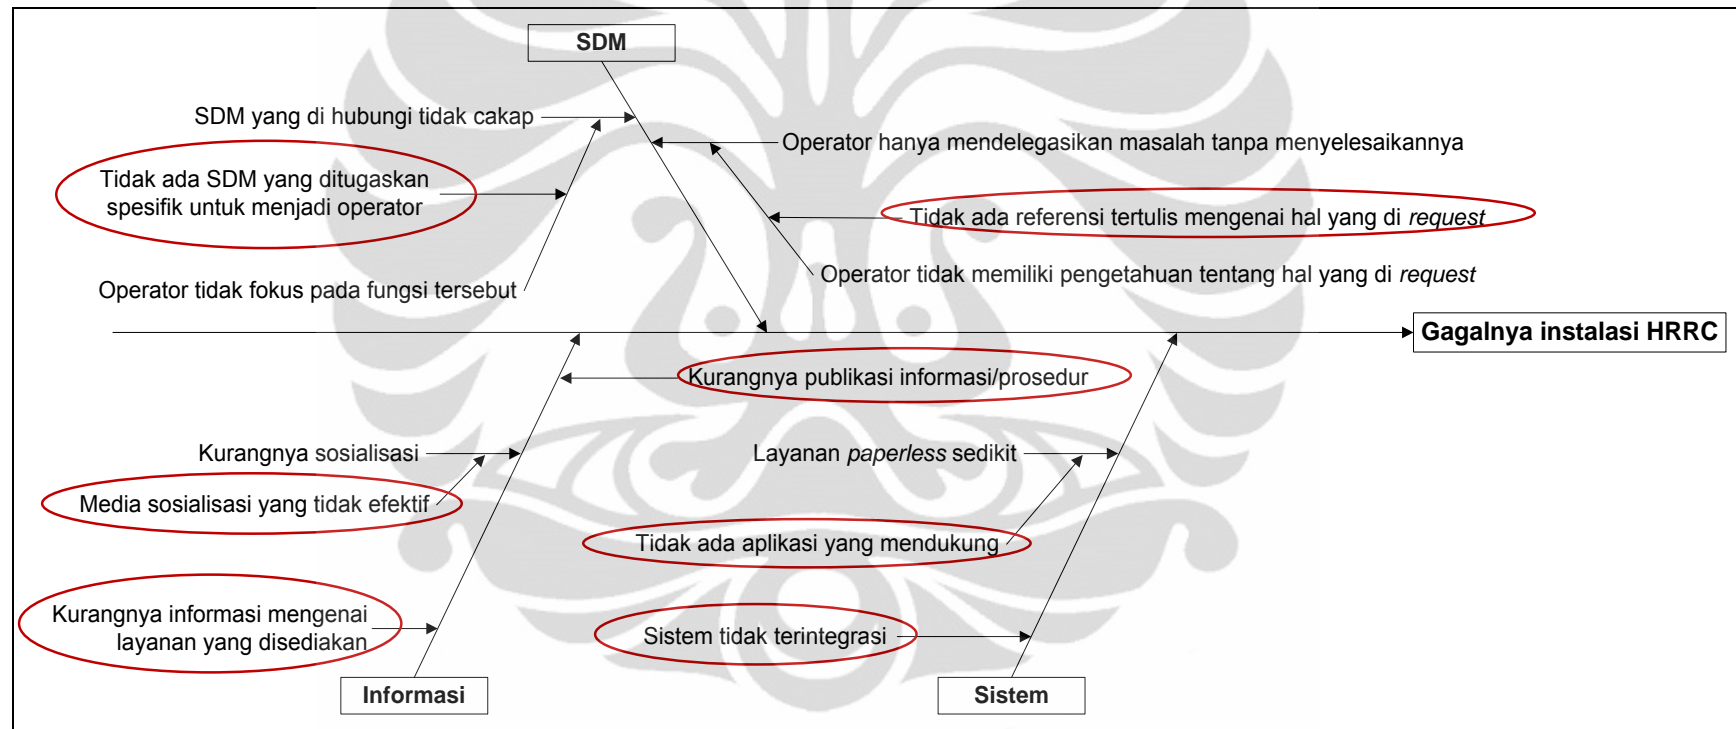 SDM
SDM yang di hubungi tidak cakap
Operator hanya mendelegasikan masalah tanpa menyelesaikannya
Tidak ada SDM yang ditugaskan
spesifik untuk menjadi operator
Tidak ada referensi tertulis mengenai hal yang di request
Operator tidak memiliki pengetahuan tentang hal yang di request
Operator tidak fokus pada fungsi tersebut
Gagalnya instalasi HRRC
Kurangnya publikasi informasi/prosedur
Kurangnya sosialisasi
Layanan paperless sedikit
Media sosialisasi yang tidak efektif
Tidak ada aplikasi yang mendukung
Kurangnya informasi mengenai
layanan yang disediakan
Sistem tidak terintegrasi
Informasi
Sistem